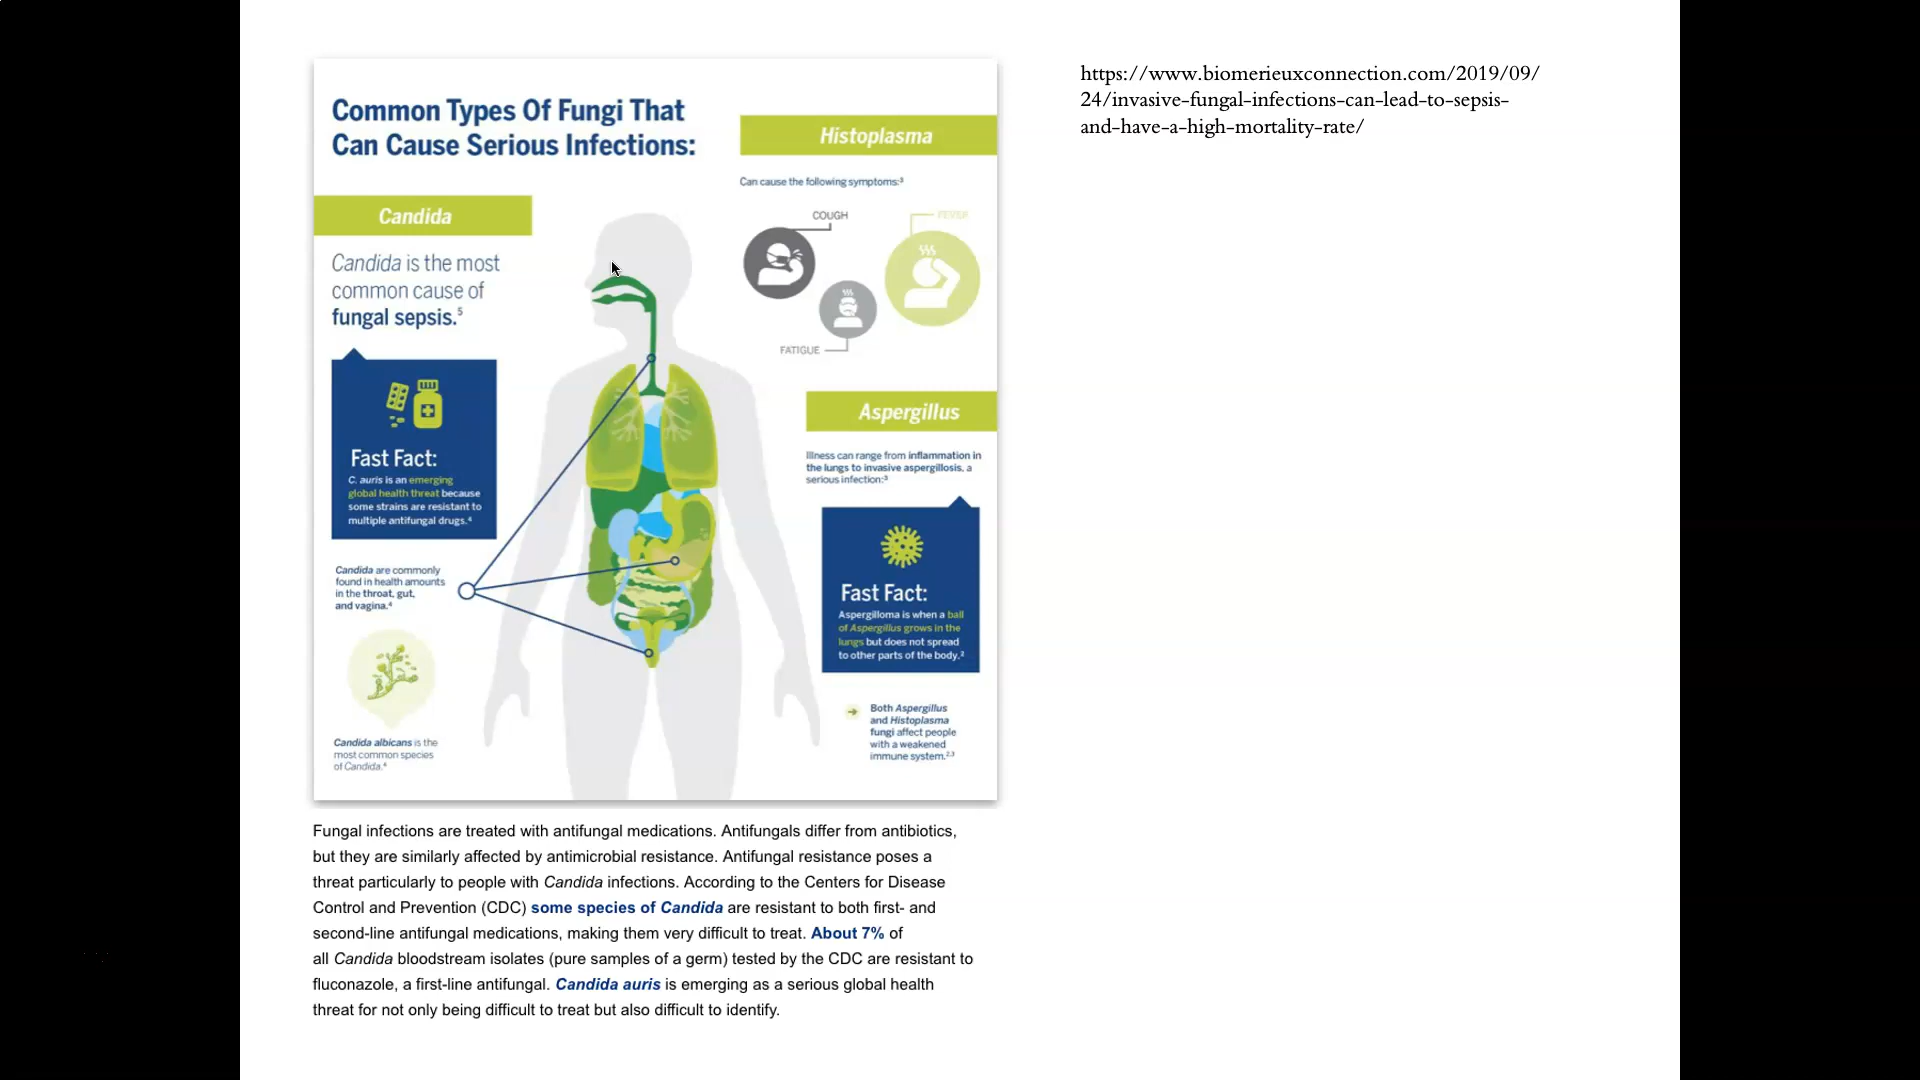 Common Types Of Fungi That
Can Cause Serious Infections:
Candida
Candida is the most
common cause of
fungal sepsis.5
Fast Fact:
C. auris is an emerging
global health threat because
some strains are resistant to
multiple antifungal drugs.4
Candida are commonly
found in health amounts
in the throat, gut,
and vagina.4
Candida albicans is the
most common species
of Candida.4
Histoplasma
Can cause the following symptoms:3
COUGH
FEVER
FATIGUE
Aspergillus
Illness can range from inflammation in
the lungs to invasive aspergillosis, a
serious infection:3
Fast Fact:
Aspergilloma is when a ball
of Aspergillus grows in the
lungs but does not spread
to other parts of the body.2
Both Aspergillus
and Histoplasma
fungi affect people
with a weakened
immune system.2,3
Fungal infections are treated with antifungal medications. Antifungals differ from antibiotics,
but they are similarly affected by antimicrobial resistance. Antifungal resistance poses a
threat particularly to people with Candida infections. According to the Centers for Disease
Control and Prevention (CDC) some species of Candida are resistant to both first- and
second-line antifungal medications, making them very difficult to treat. About 7% of
all Candida bloodstream isolates (pure samples of a germ) tested by the CDC are resistant to
fluconazole, a first-line antifungal. Candida auris is emerging as a serious global health
threat for not only being difficult to treat but also difficult to identify.
https://www.biomerieuxconnection.com/2019/09/
24/invasive-fungal-infections-can-lead-to-sepsis-
and-have-a-high-mortality-rate/